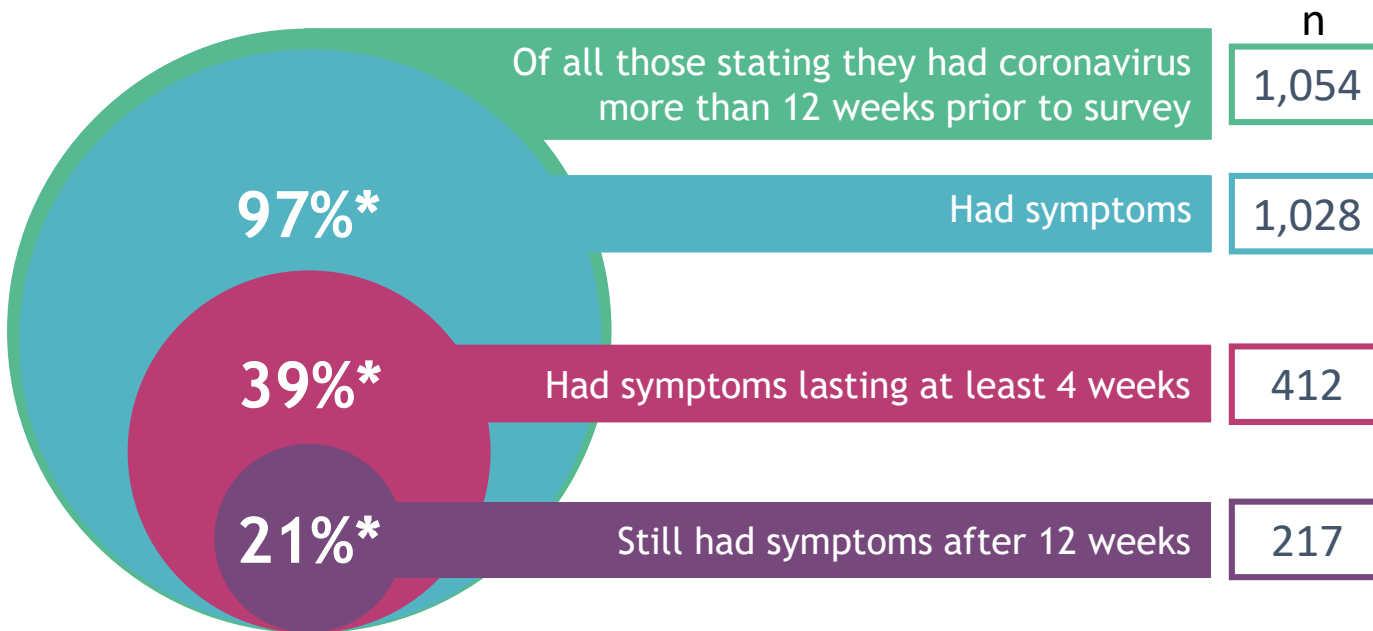 n
Of all those stating they had coronavirus
more than 12 weeks prior to survey
1,054
97%*
Had symptoms
1,028
39%*
Had symptoms lasting at least 4 weeks
412
21%*
Still had symptoms after 12 weeks
217